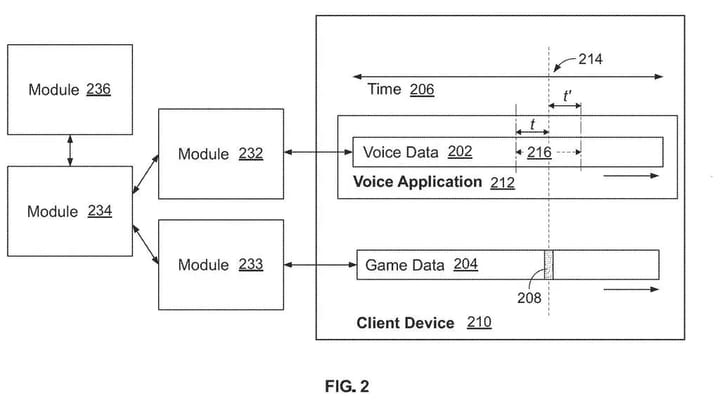 214
Time 206
t'
t
Module 236
Module 232
Voice Data 202
216
Voice Application 212
Module 234
Module 233
Game Data 204
208
Client Device 210
FIG. 2